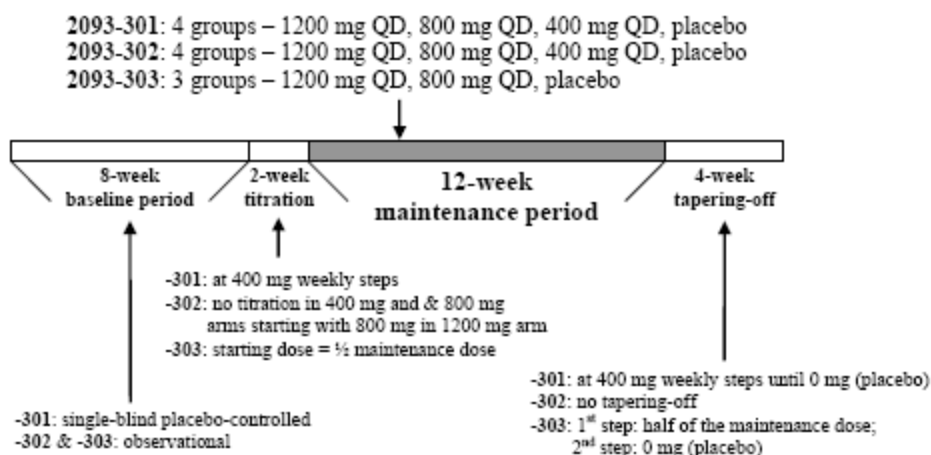 2093-301: 4 groups – 1200 mg QD, 800 mg QD, 400 mg QD, placebo
2093-302: 4 groups – 1200 mg QD, 800 mg QD, 400 mg QD, placebo
2093-303: 3 groups – 1200 mg QD, 800 mg QD, placebo
8-week
baseline period
2-week
titration
12-week
maintenance period
4-week
tapering-off
-301: at 400 mg weekly steps
-302: no titration in 400 mg and & 800 mg
arms starting with 800 mg in 1200 mg arm
-303: starting dose = ½ maintenance dose
-301: single-blind placebo-controlled
-302 & -303: observational
-301: at 400 mg weekly steps until 0 mg (placebo)
-302: no tapering-off
-303: 1st step: half of the maintenance dose;
2nd step: 0 mg (placebo)